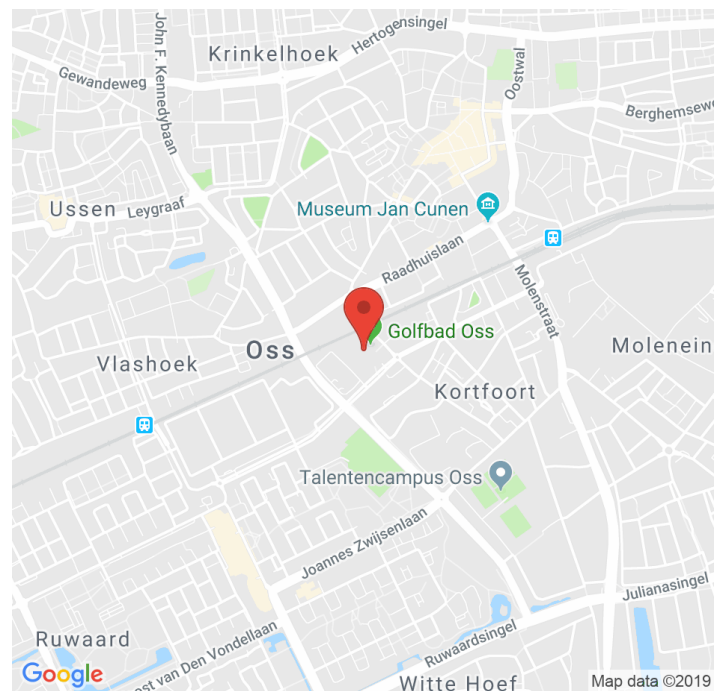 Hertogensingel
Krinkelhoek
John F. Kennedybaan
Gewandeweg
Oostwal
Berghemsewe
Ussen
Leygraaf
Museum Jan Cunen
Raadhuislaan
Molenstraat
Golfbad Oss
Oss
Vlashoek
Molenein
Kortfoort
Talentencampus Oss
Joannes Zwijsenlaan
Julianasingel
Ruwaardsingel
Ruwaard
ost van Den Vondellaan
Witte Hoef
Google
Map data ©2019